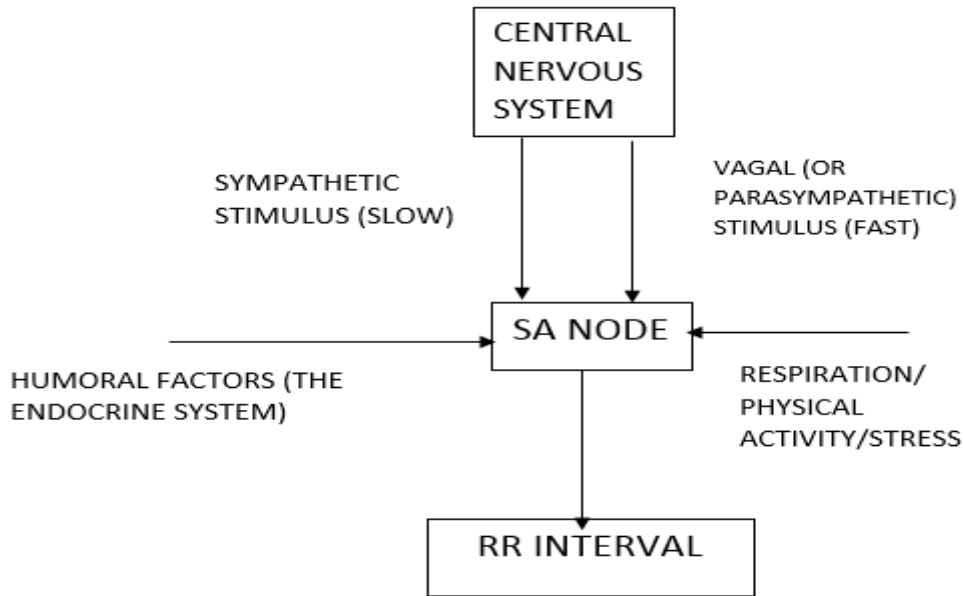 CENTRAL
NERVOUS
SYSTEM
SYMPATHETIC
STIMULUS (SLOW)
VAGAL (OR
PARASYMPATHETIC)
STIMULUS (FAST)
SA NODE
HUMORAL FACTORS (THE
ENDOCRINE SYSTEM)
RESPIRATION/
PHYSICAL
ACTIVITY/STRESS
RR INTERVAL